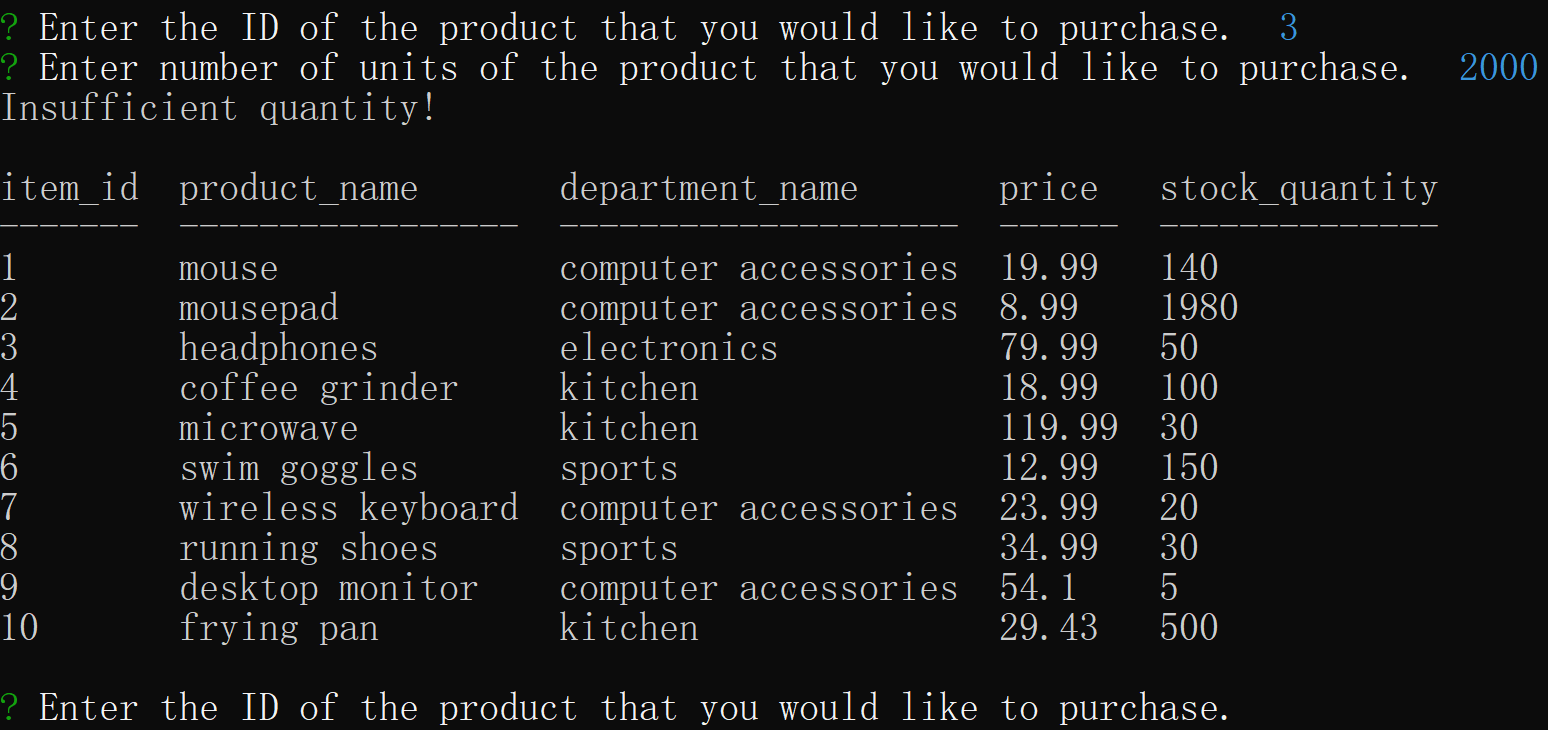 ? Enter the ID of the product that you would like to purchase.  3
? Enter number of units of the product that you would like to purchase.  2000
Insufficient quantity!
item_id  product_name       department_name       price   stock_quantity
-------  -----------------  --------------------  ------  --------------
1        mouse              computer accessories  19.99   140
2        mousepad           computer accessories  8.99    1980
3        headphones         electronics           79.99   50
4        coffee grinder     kitchen               18.99   100
5        microwave          kitchen               119.99  30
6        swim goggles       sports                12.99   150
7        wireless keyboard  computer accessories  23.99   20
8        running shoes      sports                34.99   30
9        desktop monitor    computer accessories  54.1    5
10       frying pan         kitchen               29.43   500
? Enter the ID of the product that you would like to purchase.